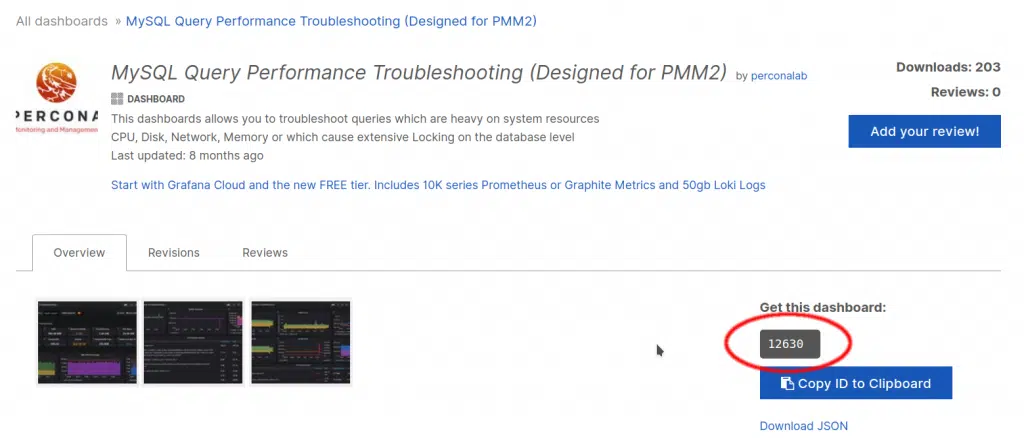 All dashboards » MySQL Query Performance Troubleshooting (Designed for PMM2)
MySQL Query Performance Troubleshooting (Designed for PMM2) by perconalab
DASHBOARD
This dashboards allows you to troubleshoot queries which are heavy on system resources
CPU, Disk, Network, Memory or which cause extensive Locking on the database level
Last updated: 8 months ago
Start with Grafana Cloud and the new FREE tier. Includes 10K series Prometheus or Graphite Metrics and 50gb Loki Logs
PERCONA
Monitoring and Management
Downloads: 203
Reviews: 0
Add your review!
Overview Revisions Reviews
Get this dashboard:
12630
Copy ID to Clipboard
Download JSON